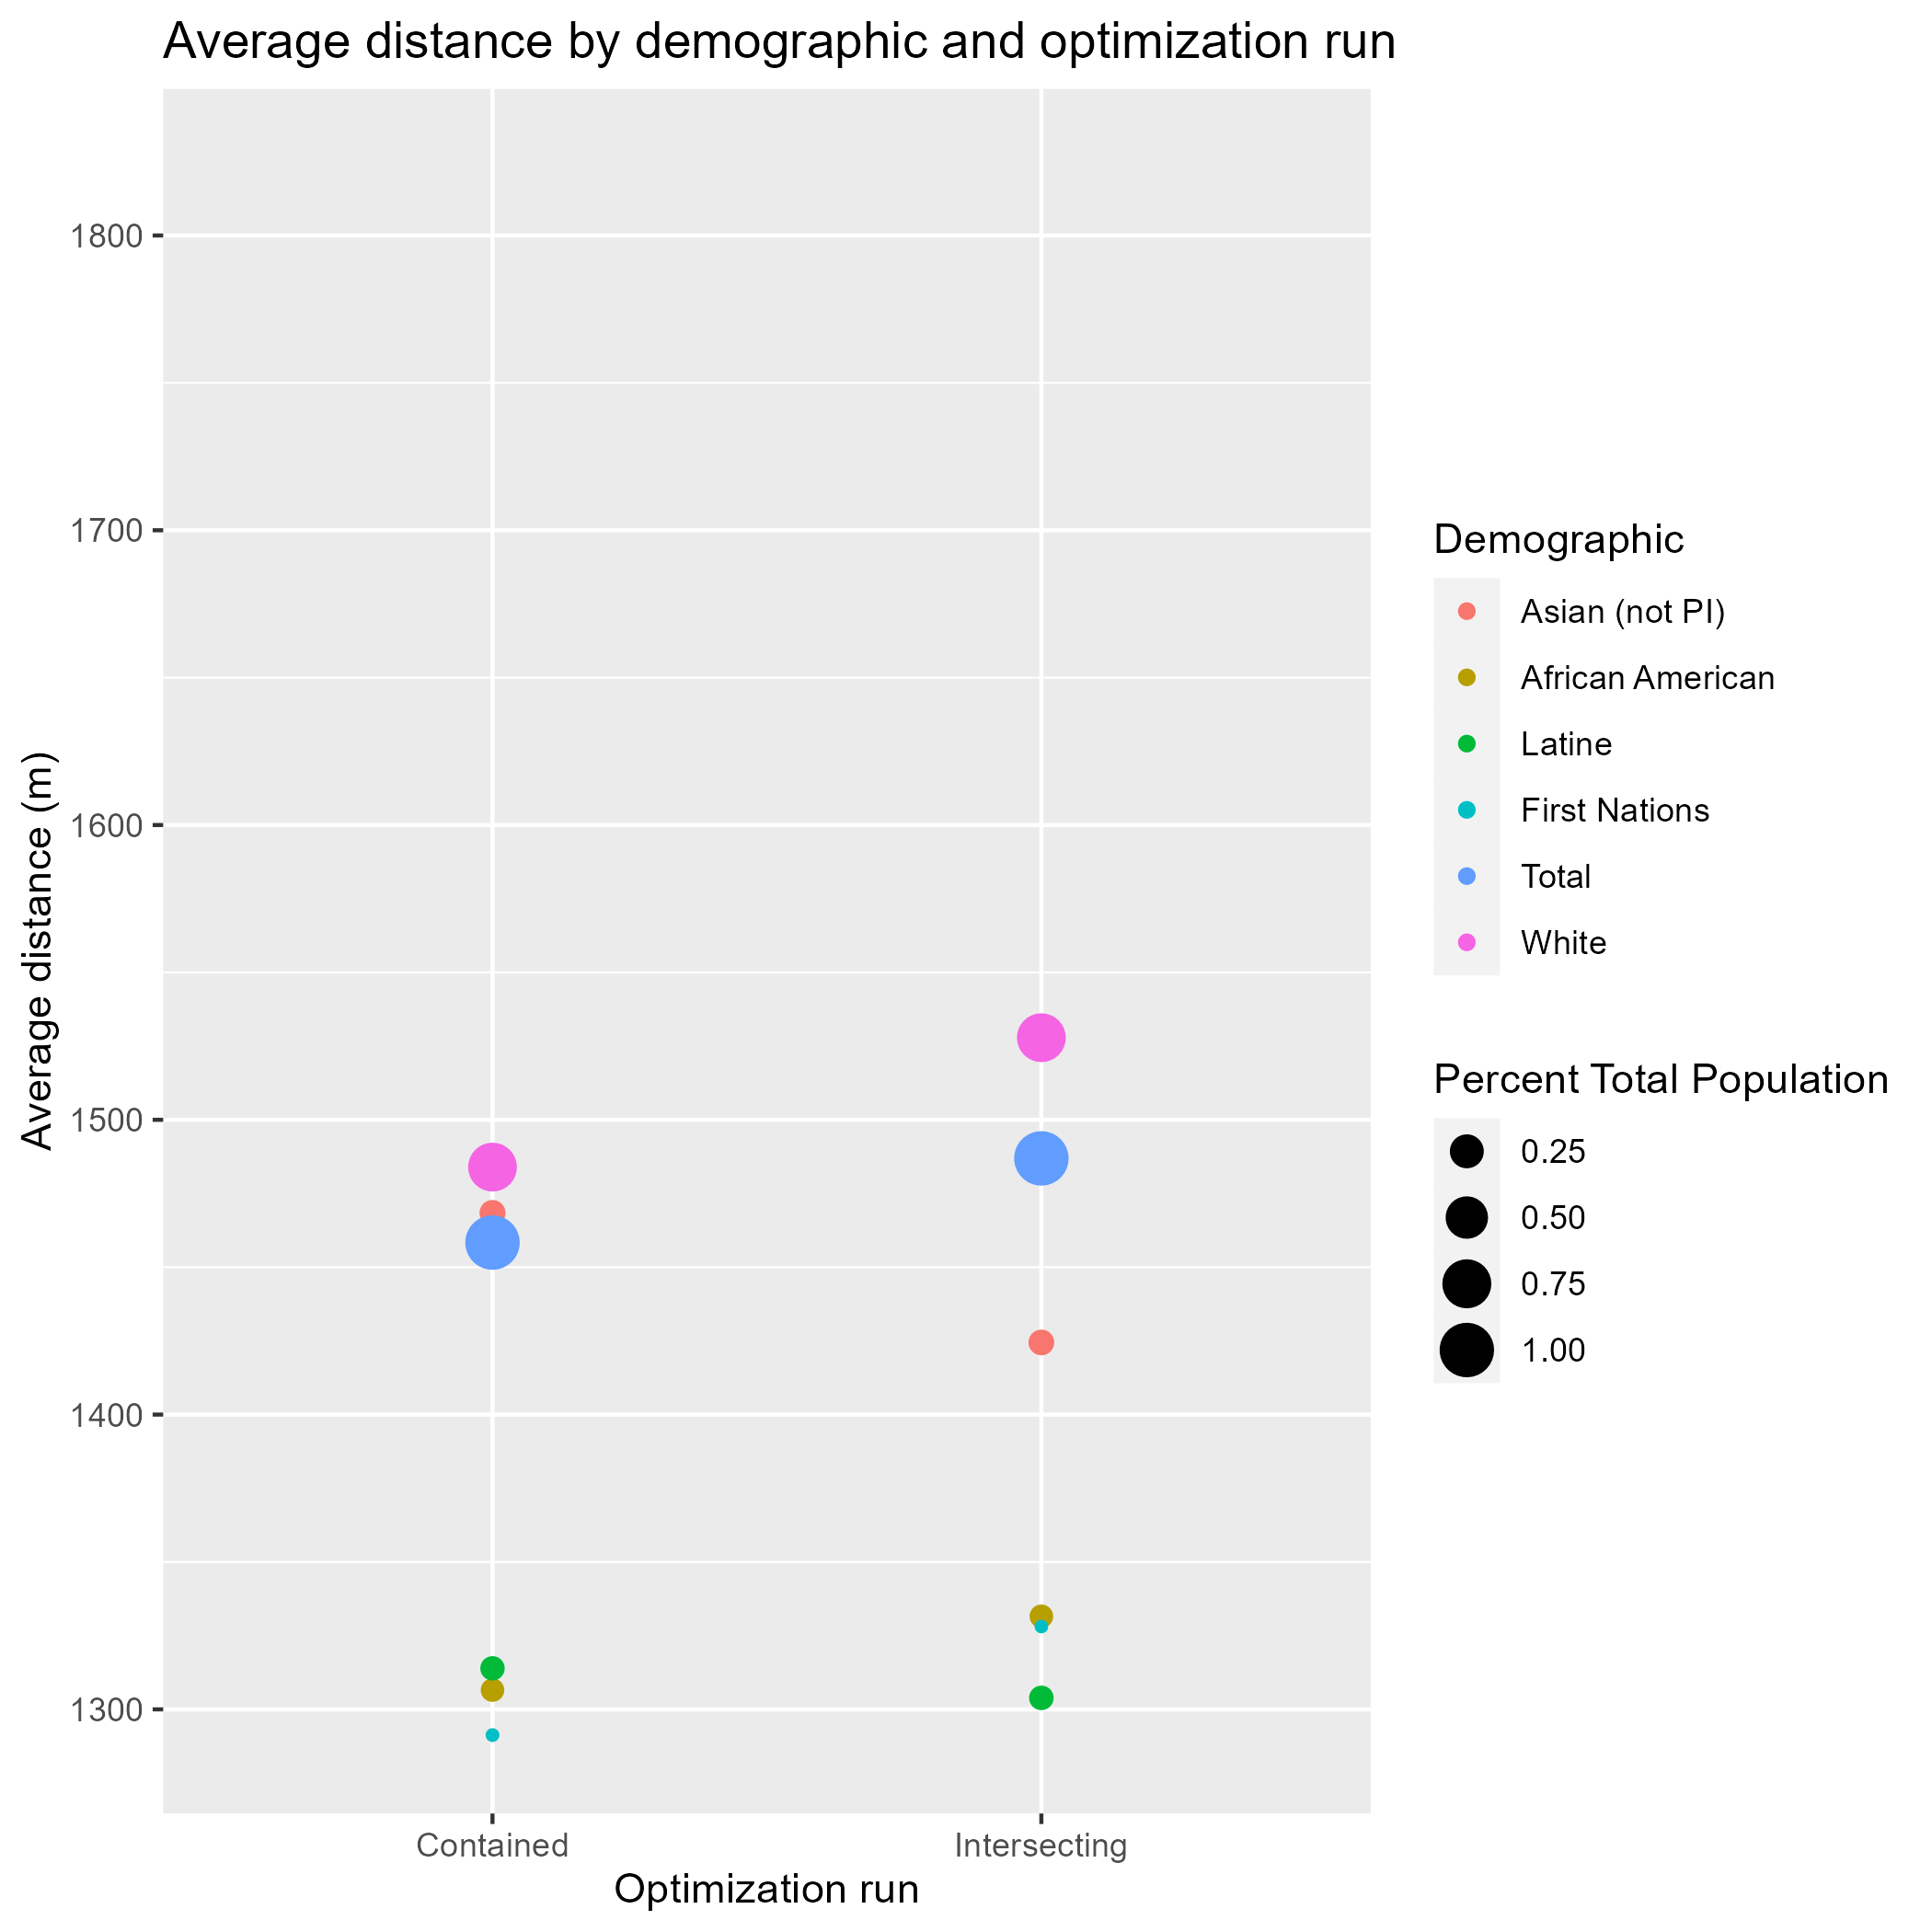 Average distance by demographic and optimization run
Average distance (m)
1800
1700
1600
1500
1400
1300
Contained
Intersecting
Optimization run
Demographic
Asian (not PI)
African American
Latine
First Nations
Total
White
Percent Total Population
0.25
0.50
0.75
1.00